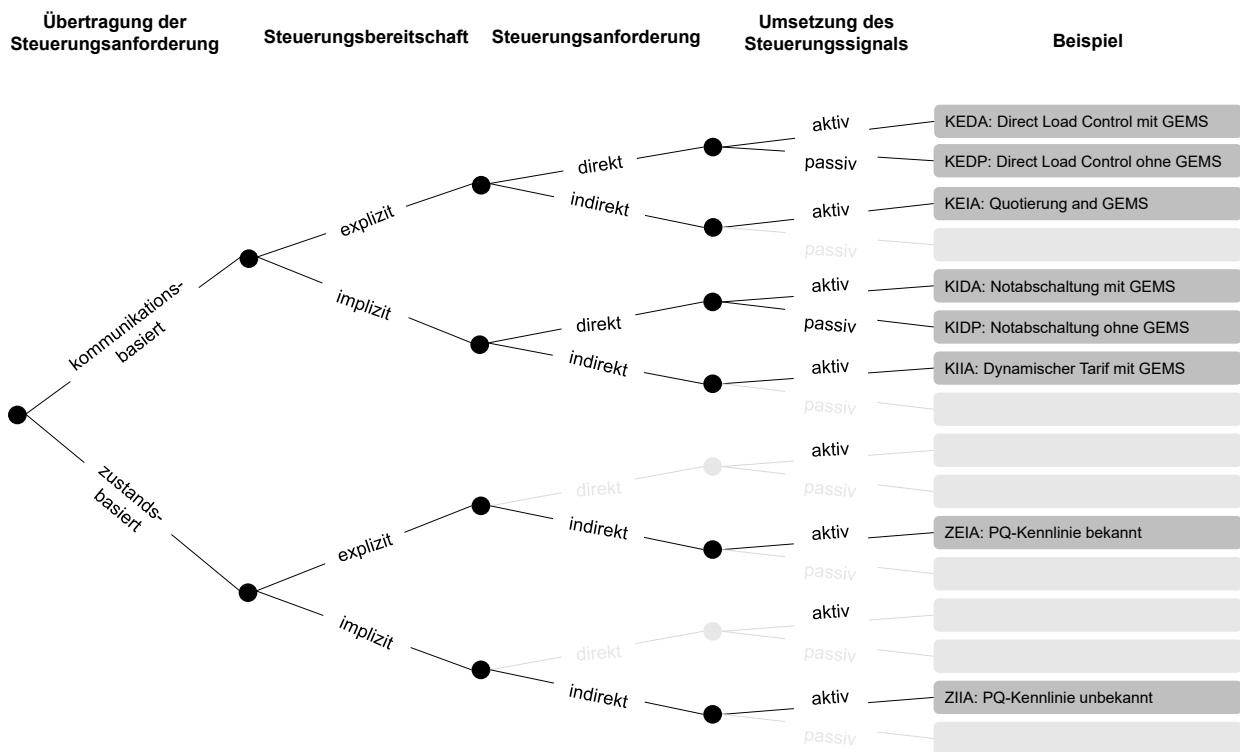 Übertragung der
Steuerungsanforderung
Steuerungsbereitschaft
Steuerungsanforderung
Umsetzung des
Steuerungssignals
Beispiel
kommunikations-
basiert
zustands-
basiert
explizit
implizit
explizit
implizit
direkt
indirekt
direkt
indirekt
direkt
indirekt
direkt
indirekt
aktiv
passiv
aktiv
passiv
aktiv
passiv
aktiv
passiv
aktiv
passiv
aktiv
passiv
aktiv
passiv
aktiv
passiv
KEDA: Direct Load Control mit GEMS
KEDP: Direct Load Control ohne GEMS
KEIA: Quotierung and GEMS
KIDA: Notabschaltung mit GEMS
KIDP: Notabschaltung ohne GEMS
KIIA: Dynamischer Tarif mit GEMS
ZEIA: PQ-Kennlinie bekannt
ZIIA: PQ-Kennlinie unbekannt